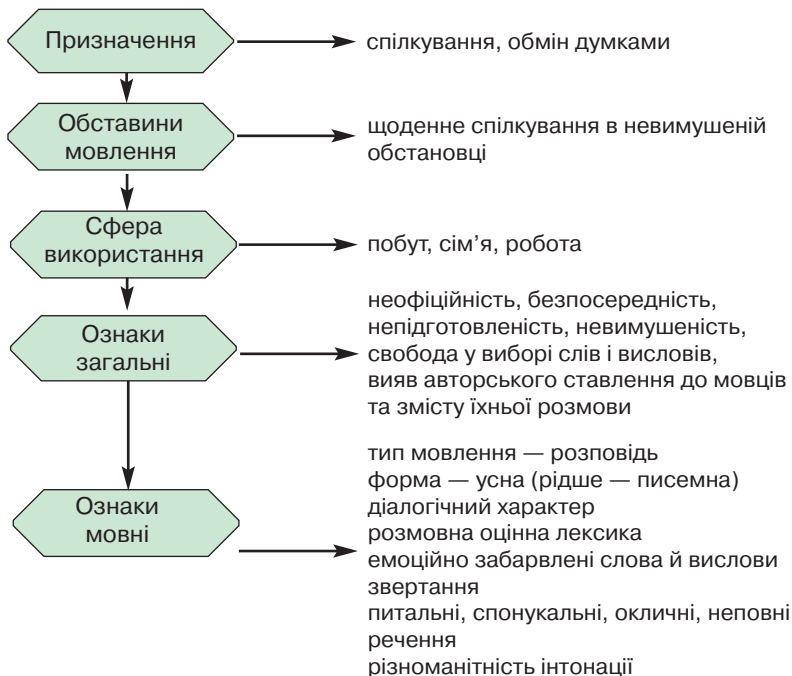 Призначення
спілкування, обмін думками
Обставини
мовлення
щоденне спілкування в невимушеній
обстановці
Сфера
використання
побут, сім’я, робота
Ознаки
загальні
неофіційність, безпосередність,
непідготовленість, невимушеність,
свобода у виборі слів і висловів,
вияв авторського ставлення до мовців
та змісту їхньої розмови
Ознаки
мовні
тип мовлення — розповідь
форма — усна (рідше — писемна)
діалогічний характер
розмовна оцінна лексика
емоційно забарвлені слова й вислови
звертання
питальні, спонукальні, окличні, неповні
речення
різноманітність інтонації